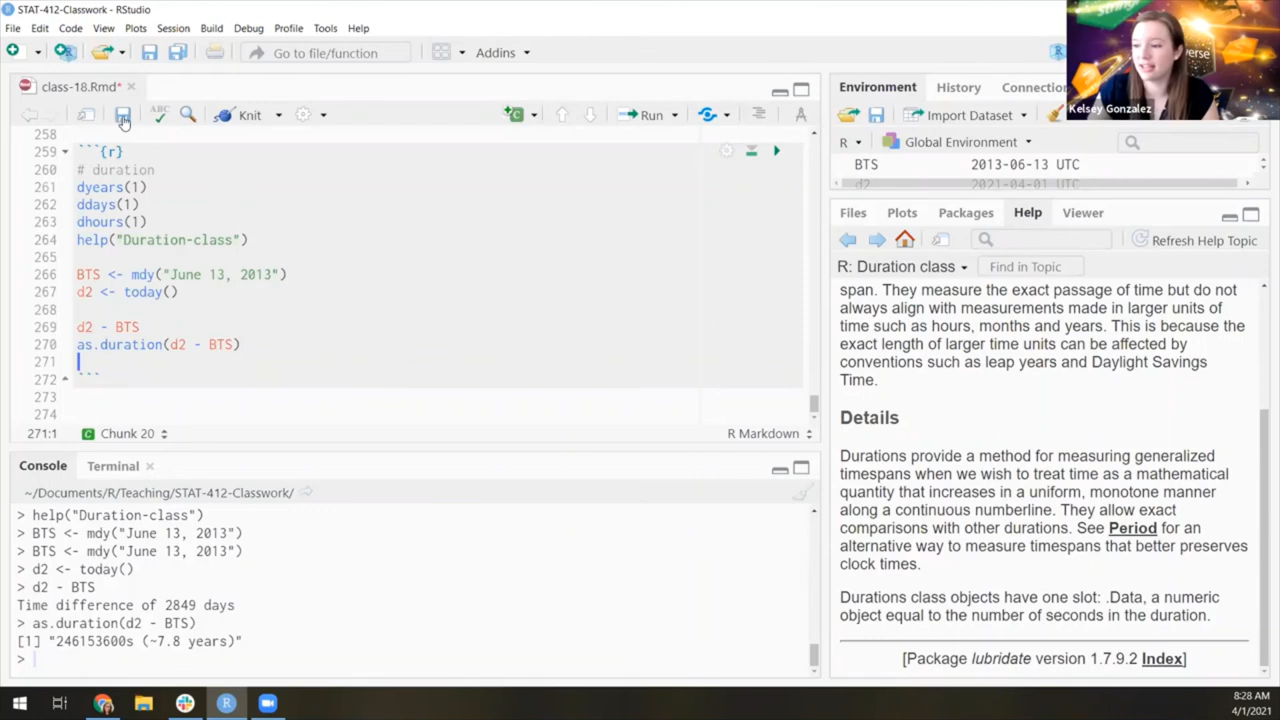 STAT-412-Classwork - RStudio
File Edit Code View Plots Session Build Debug Profile Tools Help
Go to file/function Addins
class-18.Rmd*
ABC Knit Run
258
259 ```{r}
260 # duration
261 dyears(1)
262 ddays(1)
263 dhours(1)
264 help("Duration-class")
265
266 BTS <- mdy("June 13, 2013")
267 d2 <- today()
268
269 d2 - BTS
270 as.duration(d2 - BTS)
271
272 ```
273
274
271:1 Chunk 20 R Markdown
Console Terminal
~/Documents/R/Teaching/STAT-412-Classwork/
> help("Duration-class")
> BTS <- mdy("June 13, 2013")
> BTS <- mdy("June 13, 2013")
> d2 <- today()
> d2 - BTS
Time difference of 2849 days
> as.duration(d2 - BTS)
[1] "246153600s (~7.8 years)"
>
Environment History Connectio
Import Dataset
R Global Environment
BTS 2013-06-13 UTC
d2 2021-04-01 UTC
Files Plots Packages Help Viewer
Refresh Help Topic
R: Duration class Find in Topic
span. They measure the exact passage of time but do not
always align with measurements made in larger units of
time such as hours, months and years. This is because the
exact length of larger time units can be affected by
conventions such as leap years and Daylight Savings
Time.
Details
Durations provide a method for measuring generalized
timespans when we wish to treat time as a mathematical
quantity that increases in a uniform, monotone manner
along a continuous numberline. They allow exact
comparisons with other durations. See Period for an
alternative way to measure timespans that better preserves
clock times.
Durations class objects have one slot: .Data, a numeric
object equal to the number of seconds in the duration.
[Package lubridate version 1.7.9.2 Index]
verse
Kelsey Gonzalez
8:28 AM
4/1/2021